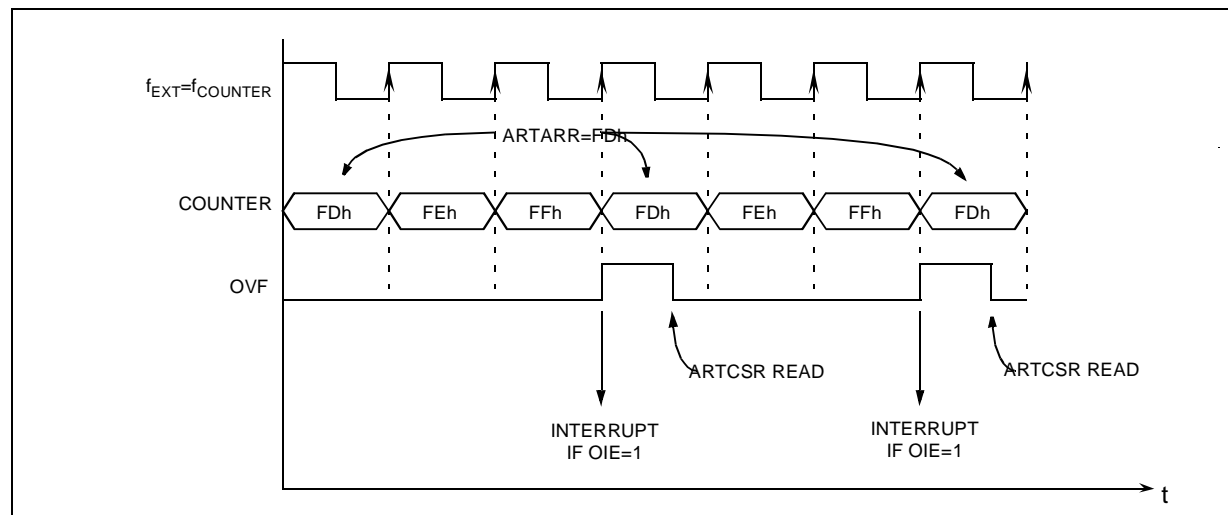 fEXT=fCOUNTER
ARTARR=FDh
COUNTER
FDh
FEh
FFh
FDh
FEh
FFh
FDh
OVF
ARTCSR READ
ARTCSR READ
INTERRUPT
IF OIE=1
INTERRUPT
IF OIE=1
t